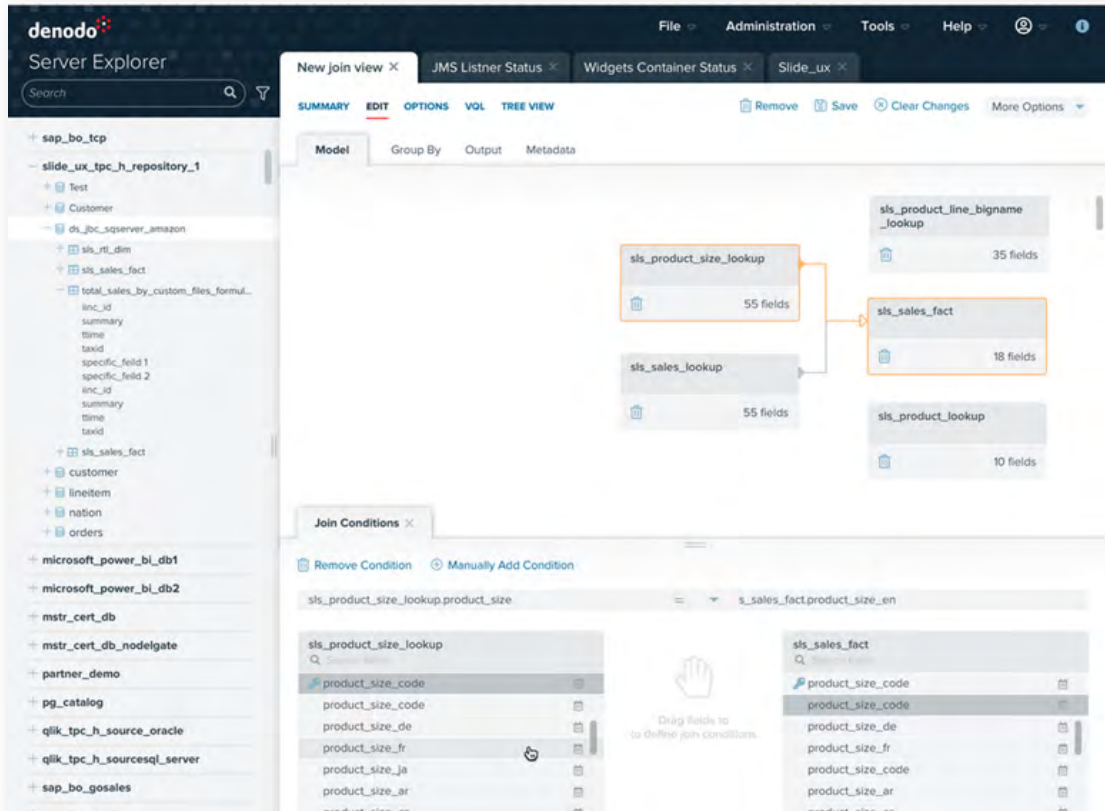 denodo
File
Administration
Tools
Help
Server Explorer
Search
New join view
JMS Listner Status
Widgets Container Status
Slide_ux
SUMMARY
EDIT
OPTIONS
VQL
TREE VIEW
Remove
Save
Clear Changes
More Options
Model
Group By
Output
Metadata
sap_bo_tcp
slide_ux_tpc_h_repository_1
Test
Customer
ds_jbc_sqserver_amazon
sls_rtl_dim
sls_sales_fact
total_sales_by_custom_files_formul...
linc_id
summary
ttime
taxid
specific_feild 1
specific_feild 2
linc_id
summary
ttime
taxid
sls_sales_fact
customer
lineitem
nation
orders
microsoft_power_bi_db1
microsoft_power_bi_db2
mstr_cert_db
mstr_cert_db_nodelgate
partner_demo
pg_catalog
qlik_tpc_h_source_oracle
qlik_tpc_h_sourcesql_server
sap_bo_gosales
sls_product_line_bigname
_lookup
35 fields
sls_product_size_lookup
55 fields
sls_sales_fact
18 fields
sls_sales_lookup
55 fields
sls_product_lookup
10 fields
Join Conditions
Remove Condition
Manually Add Condition
sls_product_size_lookup.product_size
=
s_sales_fact.product_size_en
sls_product_size_lookup
product_size_code
product_size_code
product_size_de
product_size_fr
product_size_ja
product_size_ar
Drag fields to
to define join conditions
sls_sales_fact
product_size_code
product_size_code
product_size_de
product_size_fr
product_size_code
product_size_ar